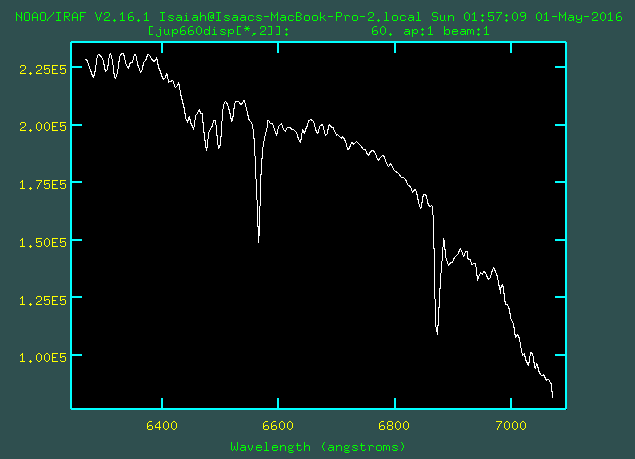 NOAO/IRAF V2.16.1 Isaiah@Isaacs-MacBook-Pro-2.local Sun 01:57:09 01-May-2016
[jup660disp[*,2]]: 60. ap:1 beam:1
2.25E5
2.00E5
1.75E5
1.50E5
1.25E5
1.00E5
6400 6600 6800 7000
Wavelength (angstroms)